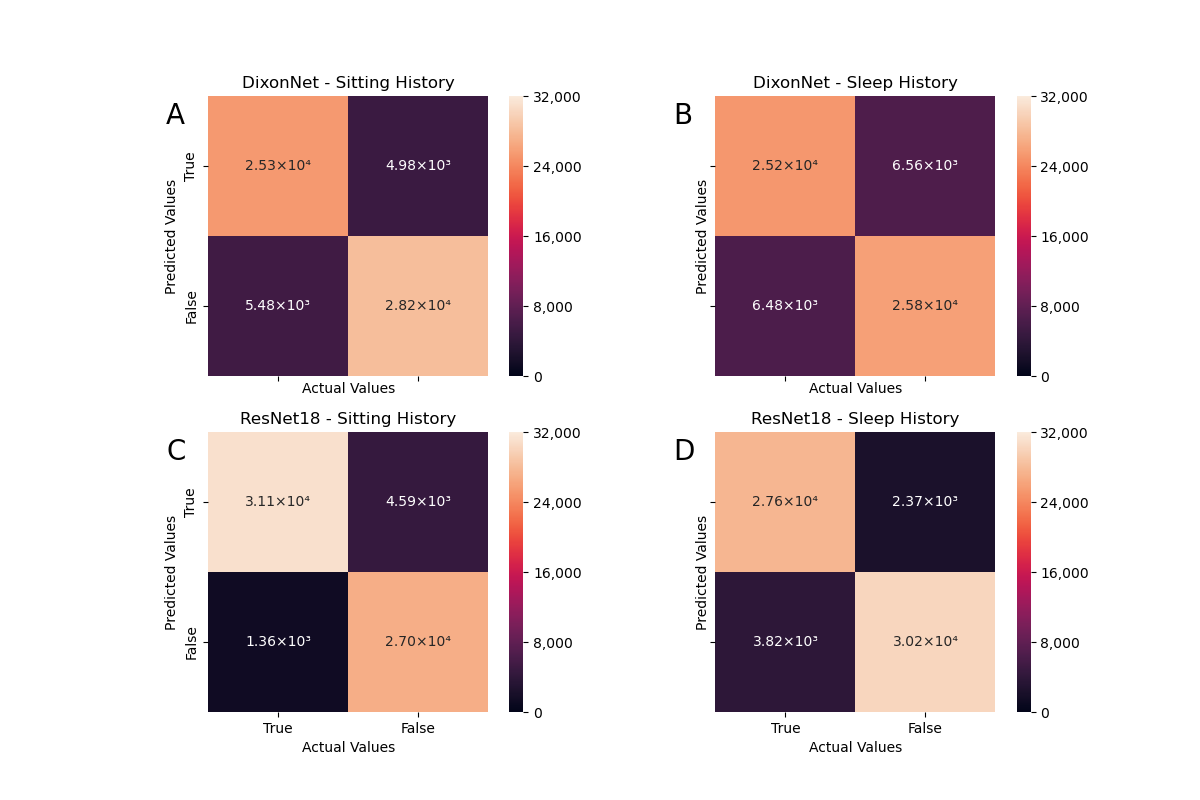 DixonNet - Sitting History
A
True
False
Predicted Values
2.53×10⁴ 4.98×10³
5.48×10³ 2.82×10⁴
Actual Values
32,000
24,000
16,000
8,000
0
DixonNet - Sleep History
B
Predicted Values
2.52×10⁴ 6.56×10³
6.48×10³ 2.58×10⁴
Actual Values
32,000
24,000
16,000
8,000
0
ResNet18 - Sitting History
C
True
False
Predicted Values
3.11×10⁴ 4.59×10³
1.36×10³ 2.70×10⁴
True False
Actual Values
32,000
24,000
16,000
8,000
0
ResNet18 - Sleep History
D
Predicted Values
2.76×10⁴ 2.37×10³
3.82×10³ 3.02×10⁴
True False
Actual Values
32,000
24,000
16,000
8,000
0